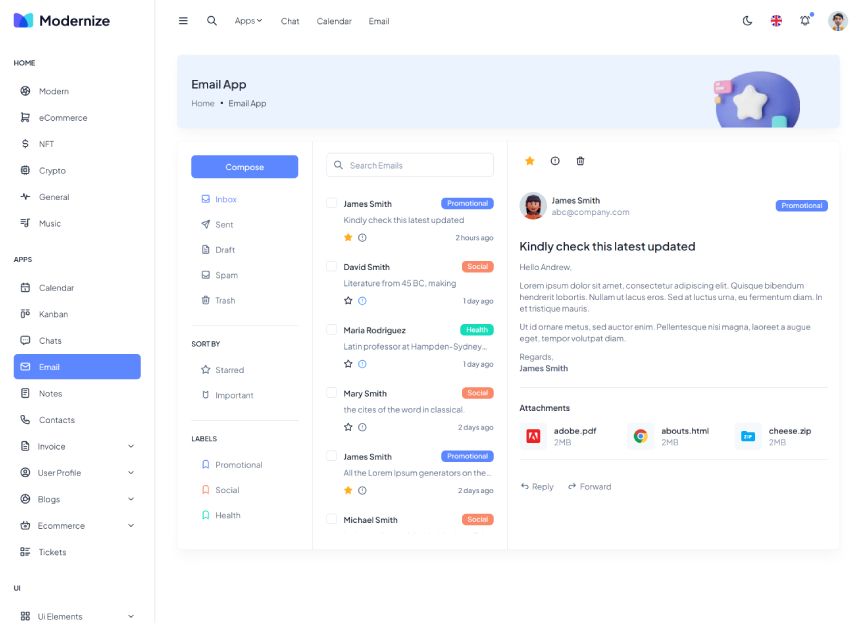 Modernize
Apps
Chat
Calendar
Email
HOME
Modern
eCommerce
NFT
Crypto
General
Music
APPS
Calendar
Kanban
Chats
Email
Notes
Contacts
Invoice
User Profile
Blogs
Ecommerce
Tickets
UI
Ui Elements
Email App
Home • Email App
Compose
Inbox
Sent
Draft
Spam
Trash
SORT BY
Starred
Important
LABELS
Promotional
Social
Health
Search Emails
James Smith Promotional
Kindly check this latest updated
2 hours ago
David Smith Social
Literature from 45 BC, making
1 day ago
Maria Rodriguez Health
Latin professor at Hampden-Sydney...
1 day ago
Mary Smith Social
the cites of the word in classical.
2 days ago
James Smith Promotional
All the Lorem Ipsum generators on the...
2 days ago
Michael Smith Social
James Smith
abc@company.com
Promotional
Kindly check this latest updated
Hello Andrew,
Lorem ipsum dolor sit amet, consectetur adipiscing elit. Quisque bibendum
hendrerit lobortis. Nullam ut lacus eros. Sed at luctus urna, eu fermentum diam. In
et tristique mauris.
Ut id ornare metus, sed auctor enim. Pellentesque nisi magna, laoreet a augue
eget, tempor volutpat diam.
Regards,
James Smith
Attachments
adobe.pdf
2MB
abouts.html
2MB
cheese.zip
2MB
Reply
Forward